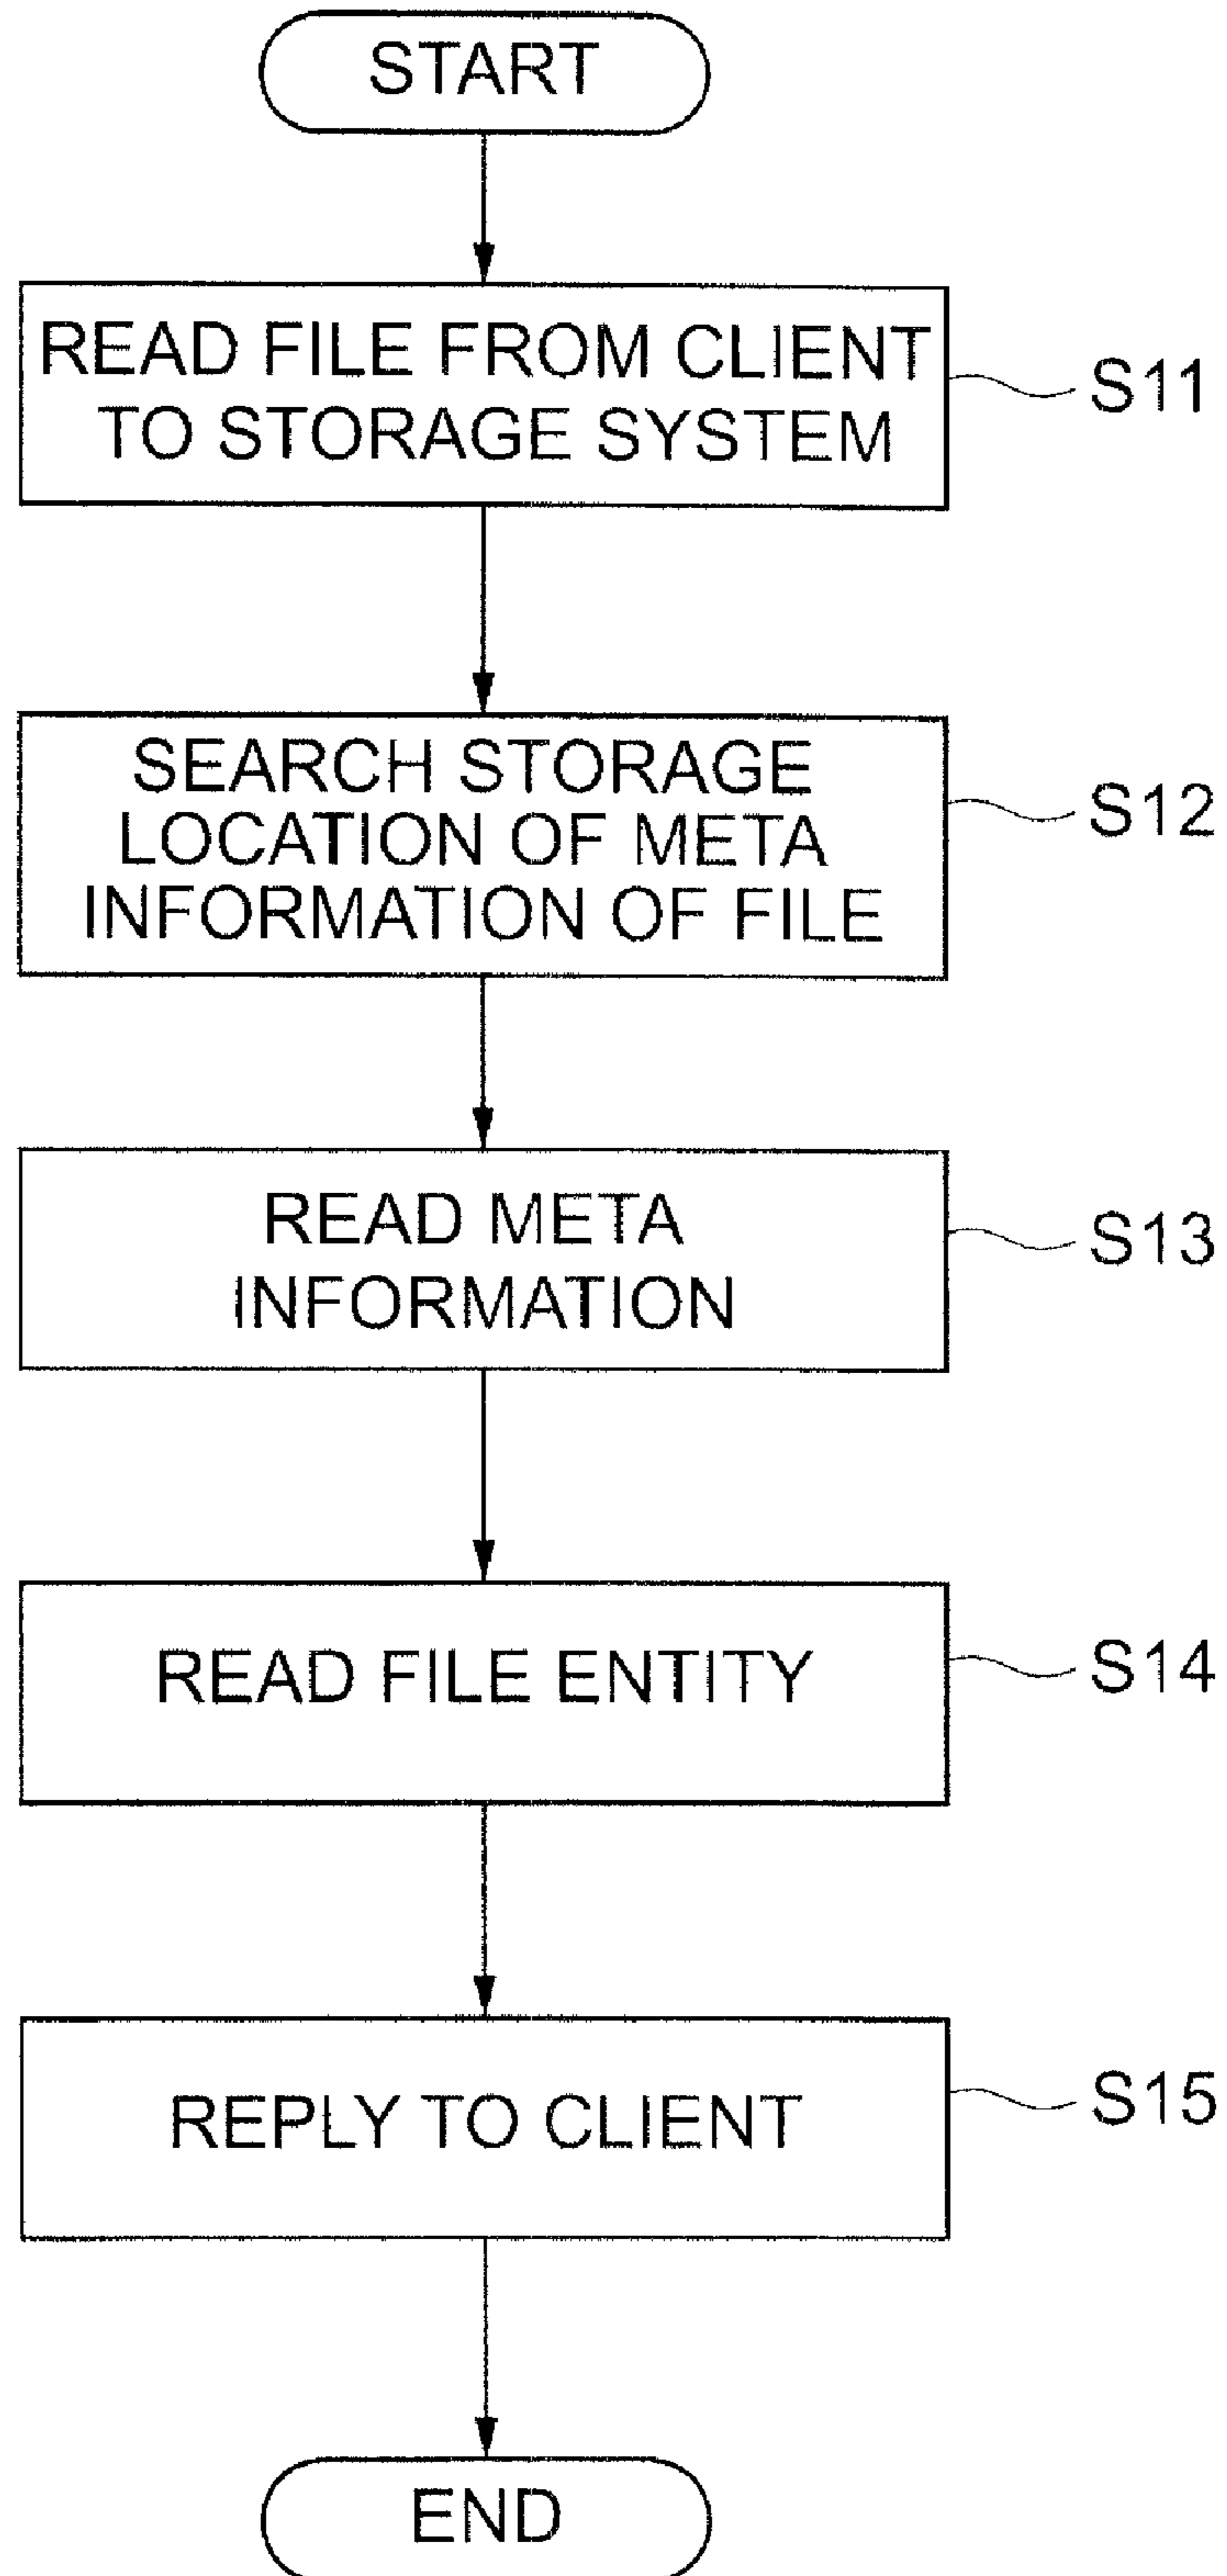 START
READ FILE FROM CLIENT
TO STORAGE SYSTEM
S11
SEARCH STORAGE
LOCATION OF META
INFORMATION OF FILE
S12
READ META
INFORMATION
S13
READ FILE ENTITY
S14
REPLY TO CLIENT
S15
END